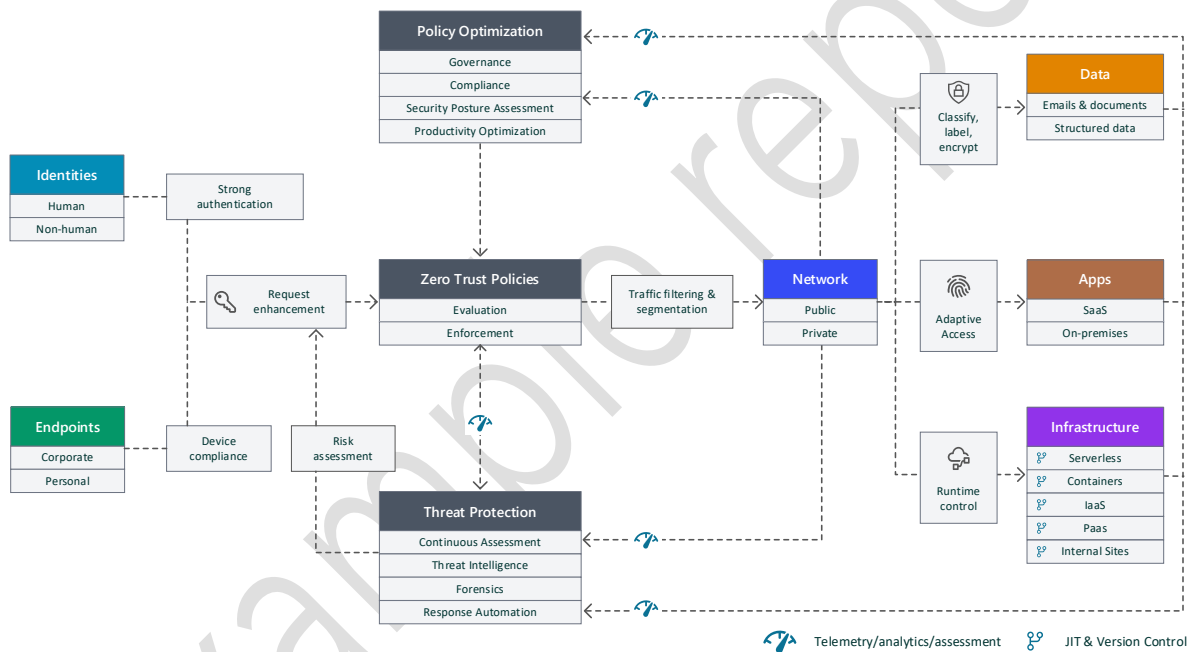 Policy Optimization
Governance
Compliance
Security Posture Assessment
Productivity Optimization
Identities
Human
Non-human
Strong
authentication
Request
enhancement
Zero Trust Policies
Evaluation
Enforcement
Traffic filtering &
segmentation
Network
Public
Private
Classify,
label,
encrypt
Data
Emails & documents
Structured data
Adaptive
Access
Apps
SaaS
On-premises
Endpoints
Corporate
Personal
Device
compliance
Risk
assessment
Threat Protection
Continuous Assessment
Threat Intelligence
Forensics
Response Automation
Runtime
control
Infrastructure
Serverless
Containers
IaaS
Paas
Internal Sites
Telemetry/analytics/assessment
JIT & Version Control